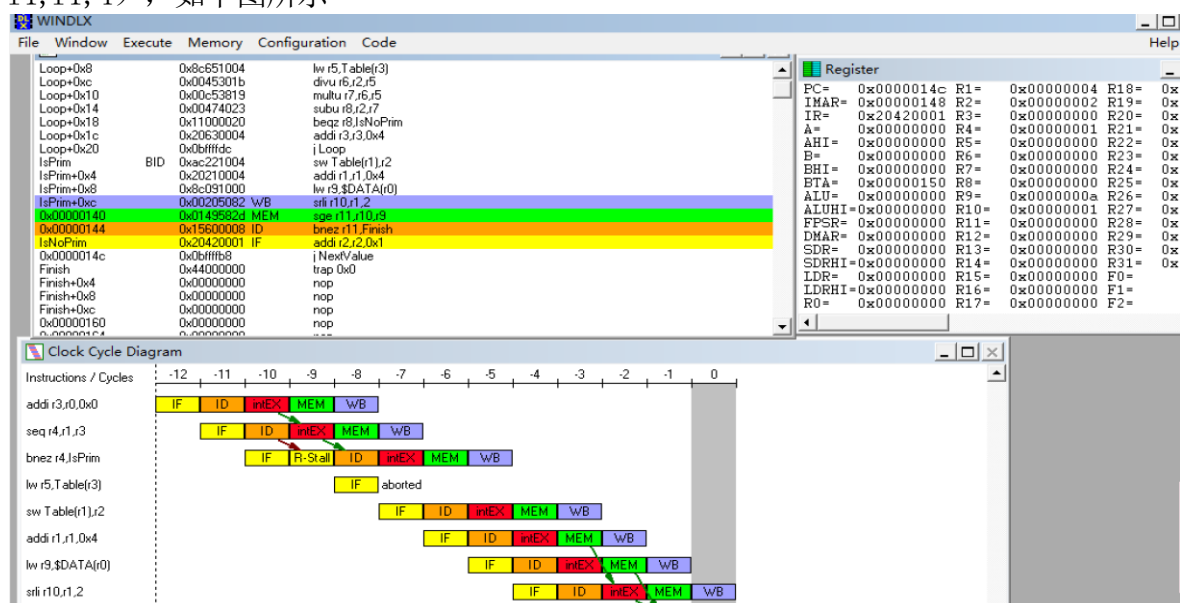 WINDLX
File Window Execute Memory Configuration Code Help
Loop+0x8 0x8c651004 lw r5,Table(r3)
Loop+0xc 0x0045301b divu r6,r2,r5
Loop+0x10 0x00c53819 multu r7,r6,r5
Loop+0x14 0x00474023 subu r8,r2,r7
Loop+0x18 0x11000020 beqz r8,IsNoPrim
Loop+0x1c 0x20630004 addi r3,r3,0x4
Loop+0x20 0x0bffffdc j Loop
IsPrim BID 0xac221004 sw Table(r1),r2
IsPrim+0x4 0x20210004 addi r1,r1,0x4
IsPrim+0x8 0x8c091000 lw r9,$DATA(r0)
IsPrim+0xc 0x00205082 WB srli r10,r1,2
0x00000140 0x0149582d MEM sge r11,r10,r9
0x00000144 0x15600008 ID bnez r11,Finish
IsNoPrim 0x20420001 IF addi r2,r2,0x1
0x0000014c 0x0bffffb8 j NextValue
Finish 0x44000000 trap 0x0
Finish+0x4 0x00000000 nop
Finish+0x8 0x00000000 nop
Finish+0xc 0x00000000 nop
0x00000160 0x00000000 nop
Register
PC= 0x0000014c R1= 0x00000004 R18= 0x
IMAR= 0x00000148 R2= 0x00000002 R19= 0x
IR= 0x20420001 R3= 0x00000000 R20= 0x
A= 0x00000000 R4= 0x00000001 R21= 0x
AHI= 0x00000000 R5= 0x00000000 R22= 0x
B= 0x00000000 R6= 0x00000000 R23= 0x
BHI= 0x00000000 R7= 0x00000000 R24= 0x
BTA= 0x00000150 R8= 0x00000000 R25= 0x
ALU= 0x00000000 R9= 0x0000000a R26= 0x
ALUHI=0x00000000 R10= 0x00000001 R27= 0x
FPSR= 0x00000000 R11= 0x00000000 R28= 0x
DMAR= 0x00000000 R12= 0x00000000 R29= 0x
SDR= 0x00000000 R13= 0x00000000 R30= 0x
SDRHI=0x00000000 R14= 0x00000000 R31= 0x
LDR= 0x00000000 R15= 0x00000000 F0=
LDRHI=0x00000000 R16= 0x00000000 F1=
R0= 0x00000000 R17= 0x00000000 F2=
Clock Cycle Diagram
Instructions / Cycles -12 -11 -10 -9 -8 -7 -6 -5 -4 -3 -2 -1 0
addi r3,r0,0x0 IF ID intEX MEM WB
seq r4,r1,r3 IF ID intEX MEM WB
bnez r4,IsPrim IF R-Stall ID intEX MEM WB
lw r5,Table(r3) IF aborted
sw Table(r1),r2 IF ID intEX MEM WB
addi r1,r1,0x4 IF ID intEX MEM WB
lw r9,$DATA(r0) IF ID intEX MEM WB
srli r10,r1,2 IF ID intEX MEM WB